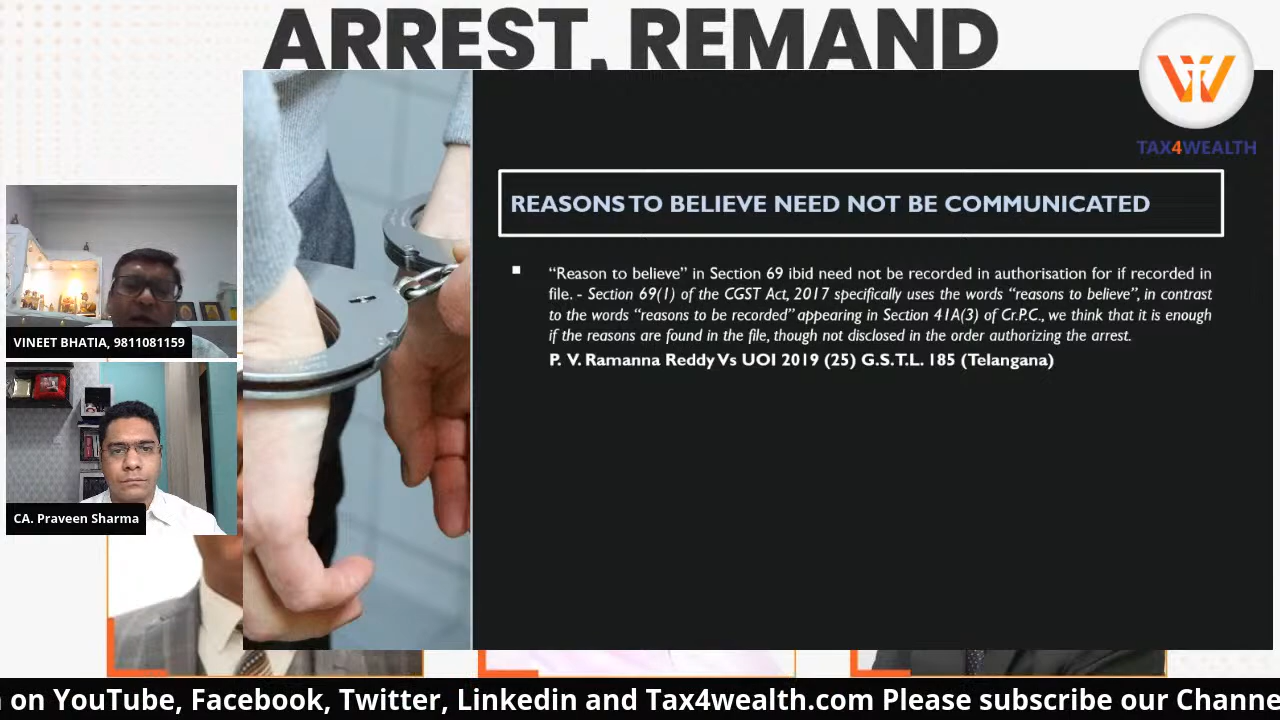 ARREST, REMAND
TAX4WEALTH
REASONS TO BELIEVE NEED NOT BE COMMUNICATED
“Reason to believe” in Section 69 ibid need not be recorded in authorisation for if recorded in
file. - Section 69(1) of the CGST Act, 2017 specifically uses the words “reasons to believe”, in contrast
to the words “reasons to be recorded” appearing in Section 41A(3) of Cr.P.C., we think that it is enough
if the reasons are found in the file, though not disclosed in the order authorizing the arrest.
P. V. Ramanna Reddy Vs UOI 2019 (25) G.S.T.L. 185 (Telangana)
VINEET BHATIA, 9811081159
CA. Praveen Sharma
on YouTube, Facebook, Twitter, Linkedin and Tax4wealth.com Please subscribe our Channe